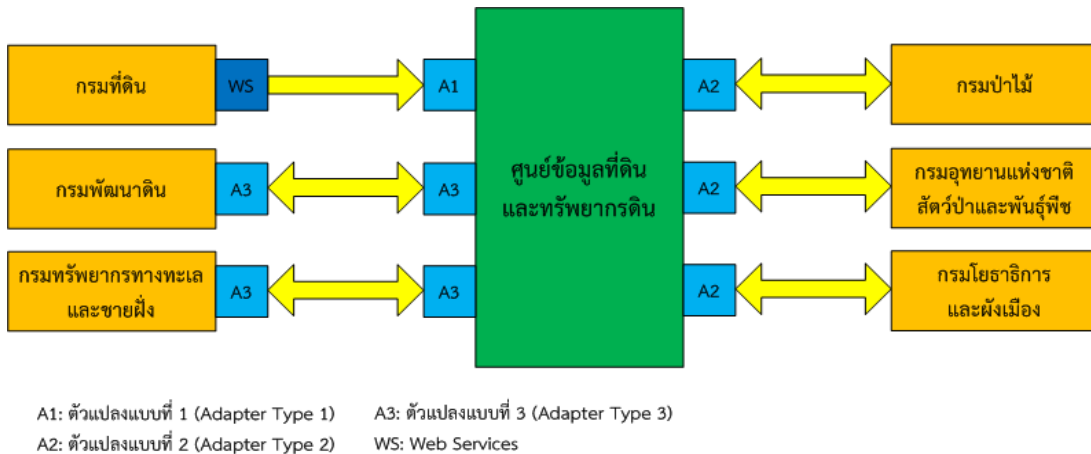 กรมที่ดิน
WS
A1
A2
กรมป่าไม้
กรมพัฒนาดิน
A3
A3
ศูนย์ข้อมูลที่ดิน
และทรัพยากรดิน
A2
กรมอุทยานแห่งชาติ
สัตว์ป่าและพันธุ์พืช
กรมทรัพยากรทางทะเล
และชายฝั่ง
A3
A3
A2
กรมโยธาธิการ
และผังเมือง
A1: ตัวแปลงแบบที่ 1 (Adapter Type 1)
A3: ตัวแปลงแบบที่ 3 (Adapter Type 3)
A2: ตัวแปลงแบบที่ 2 (Adapter Type 2)
WS: Web Services